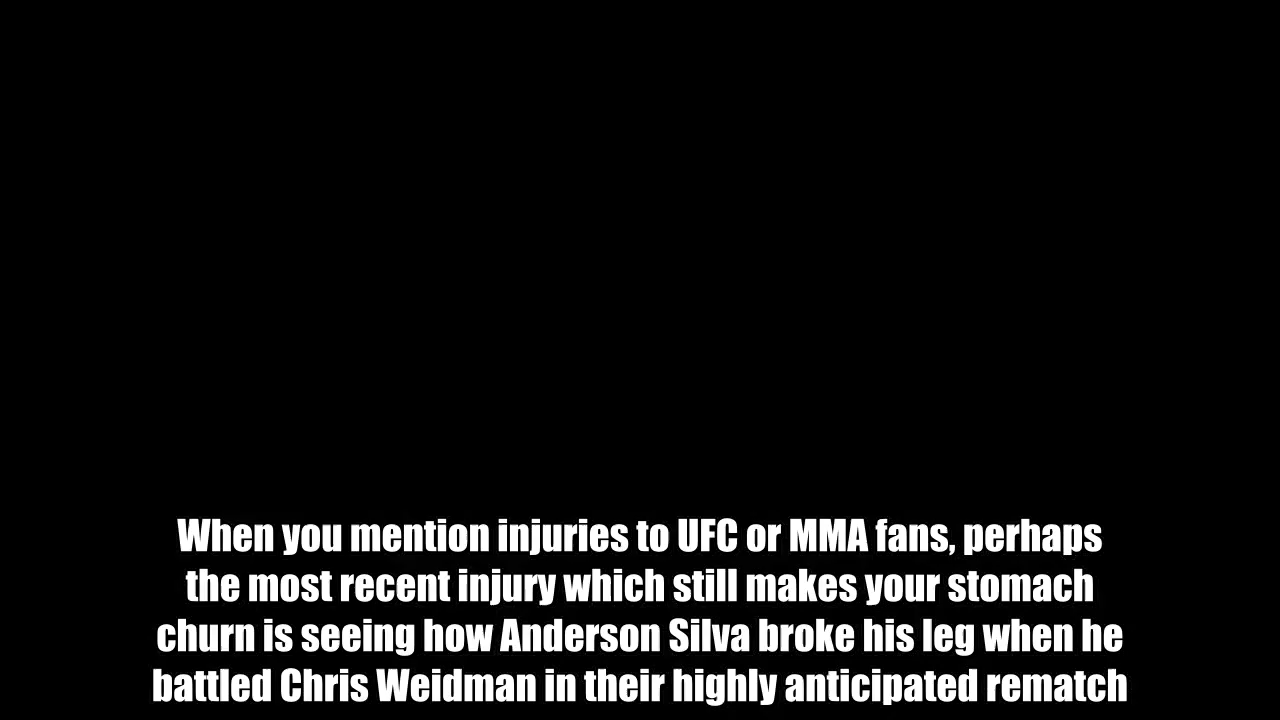 When you mention injuries to UFC or MMA fans, perhaps
the most recent injury which still makes your stomach
churn is seeing how Anderson Silva broke his leg when he
battled Chris Weidman in their highly anticipated rematch